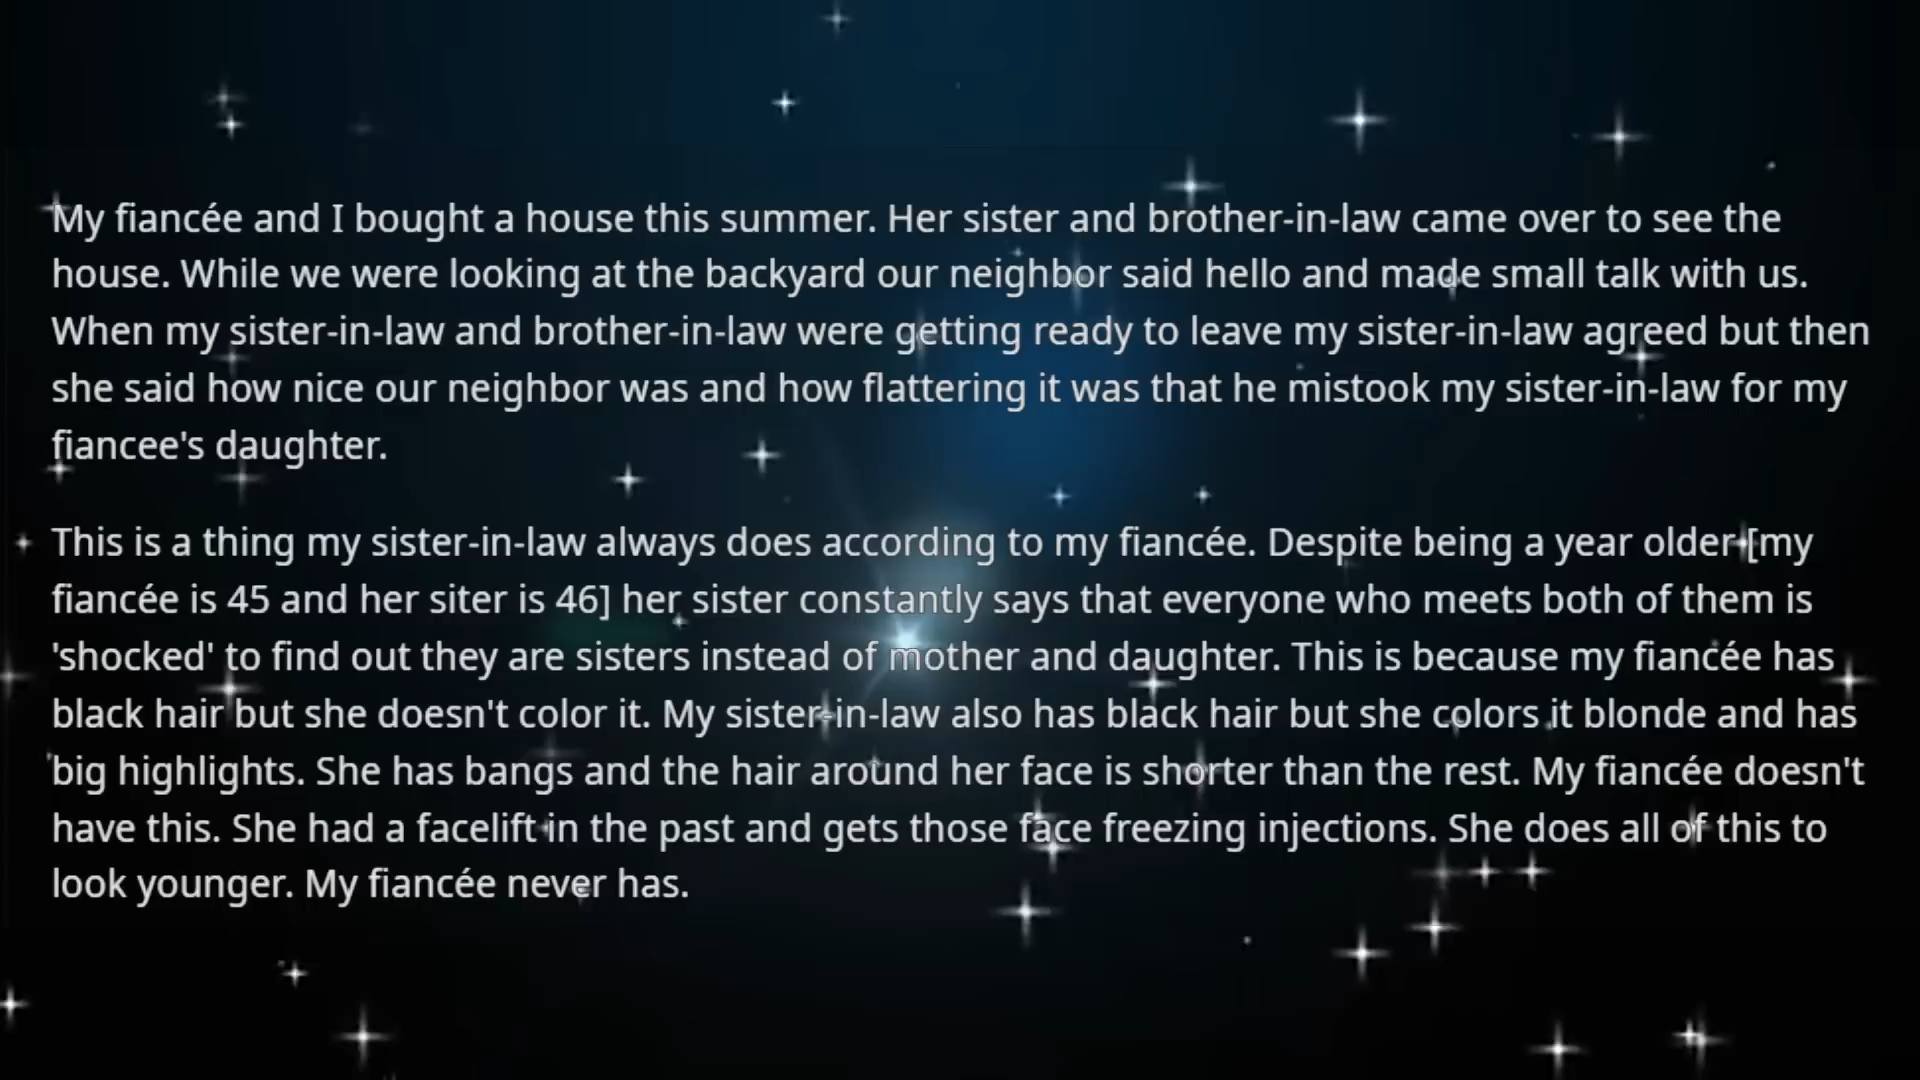 My fiancée and I bought a house this summer. Her sister and brother-in-law came over to see the
house. While we were looking at the backyard our neighbor said hello and made small talk with us.
When my sister-in-law and brother-in-law were getting ready to leave my sister-in-law agreed but then
she said how nice our neighbor was and how flattering it was that he mistook my sister-in-law for my
fiancee's daughter.
This is a thing my sister-in-law always does according to my fiancée. Despite being a year older [my
fiancée is 45 and her siter is 46] her sister constantly says that everyone who meets both of them is
'shocked' to find out they are sisters instead of mother and daughter. This is because my fiancée has
black hair but she doesn't color it. My sister-in-law also has black hair but she colors it blonde and has
big highlights. She has bangs and the hair around her face is shorter than the rest. My fiancée doesn't
have this. She had a facelift in the past and gets those face freezing injections. She does all of this to
look younger. My fiancée never has.